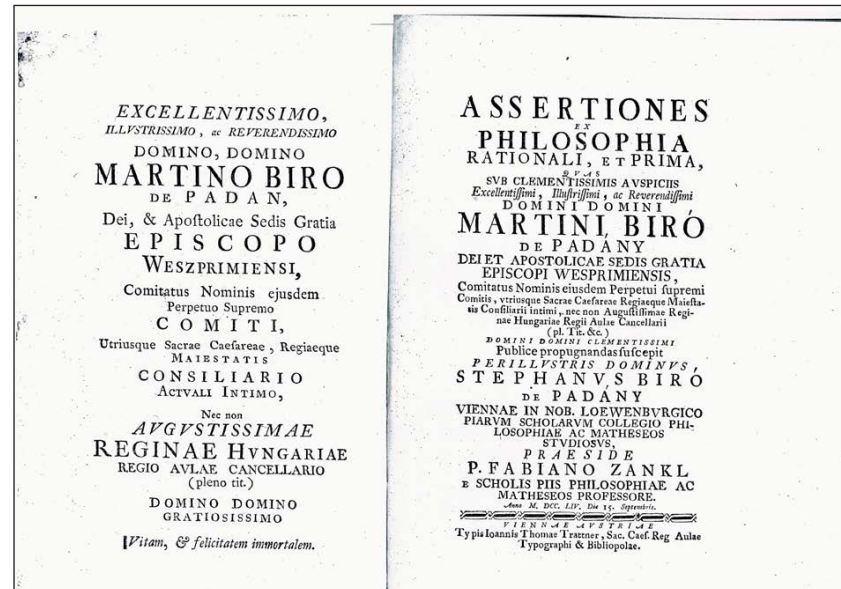 EXCELLENTISSIMO,
ILLVSTRISSIMO, ac REVERENDISSIMO
DOMINO, DOMINO
MARTINO BIRO
DE PADAN,
Dei, & Apoſtolicae Sedis Gratia
EPISCOPO
WESZPRIMIENSI,
Comitatus Nominis ejusdem
Perpetuo Supremo
COMITI,
Utriusque Sacrae Caeſareae, Regiaeque
MAIESTATIS
CONSILIARIO
ACTVALI INTIMO,
Nec non
AVGVSTISSIMAE
REGINAE HVNGARIAE
REGIO AVLAE CANCELLARIO
(pleno tit.)
DOMINO DOMINO
GRATIOSISSIMO
Vitam, & felicitatem immortalem.
ASSERTIONES
EX
PHILOSOPHIA
RATIONALI, ET PRIMA,
QVAS
SVB CLEMENTISSIMIS AVSPICIIS
Excellentiſſimi, Illuſtriſſimi, ac Reverendiſſimi
DOMINI DOMINI
MARTINI BIRÓ
DE PADÁNY
DEI ET APOSTOLICAE SEDIS GRATIA
EPISCOPI WESPRIMIENSIS,
Comitatus Nominis eiusdem Perpetui ſupremi
Comitis, vtriusque Sacrae Caeſareae Regiaeque Maieſta-
tis Conſiliarii intimi, nec non Auguſtiſſimae Regi-
nae Hungariae Regii Aulae Cancellarii
(pl. Tit. &c.)
DOMINI DOMINI CLEMENTISSIMI
Publice propugnandas ſuſcepit
PERILLVSTRIS DOMINVS,
STEPHANVS BIRÓ
DE PADÁNY
VIENNAE IN NOB. LOEWENBVRGICO
PIARVM SCHOLARVM COLLEGIO PHI-
LOSOPHIAE AC MATHESEOS
STVDIOSVS,
PRAESIDE
P. FABIANO ZANKL
E SCHOLIS PIIS PHILOSOPHIAE AC
MATHESEOS PROFESSORE.
Anno M. DCC. LIV. Die 15. Septembris.
VIENNAE AVSTRIAE
Typis Ioannis Thomae Trattner, Sac. Caeſ. Reg Aulae
Typographi & Bibliopolae.